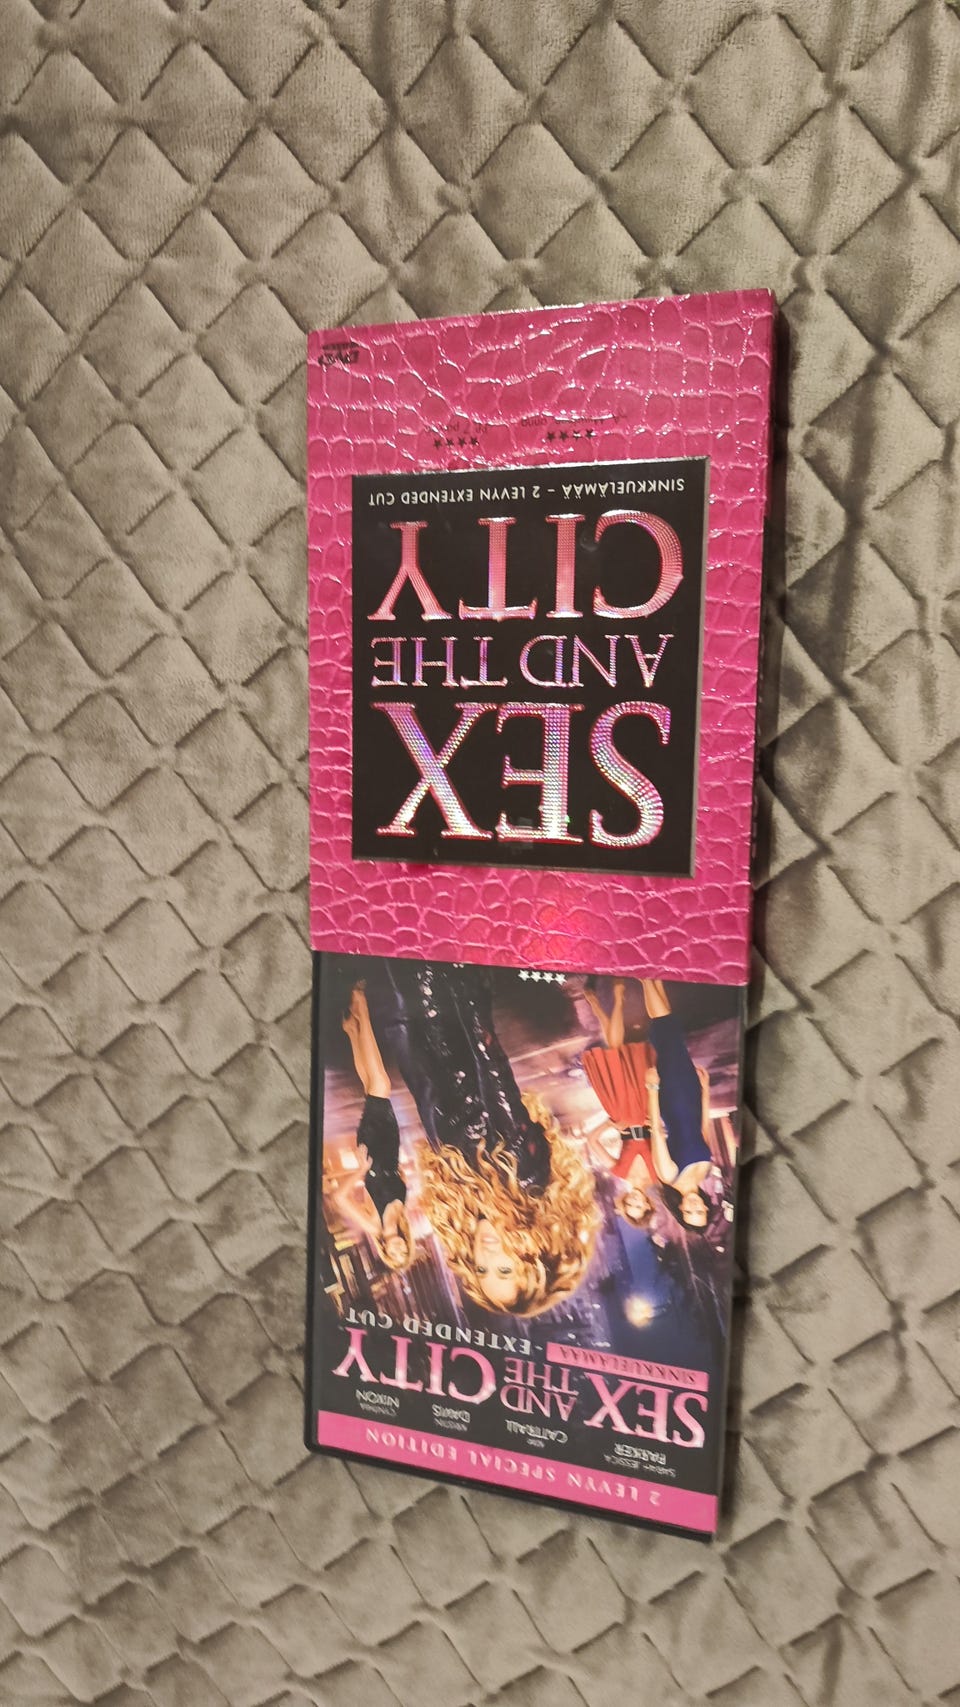 2 LEVYN SPECIAL EDITION
SARAH JESSICA
PARKER
KIM
CATTRALL
KRISTIN
DAVIS
CYNTHIA
NIXON
SEX AND THE CITY
SINKKUELÄMÄÄ
- EXTENDED CUT
★★★★
SEX
AND THE
CITY
SINKKUELÄMÄÄ – 2 LEVYN EXTENDED CUT
★★★★ ★★★★
DVD